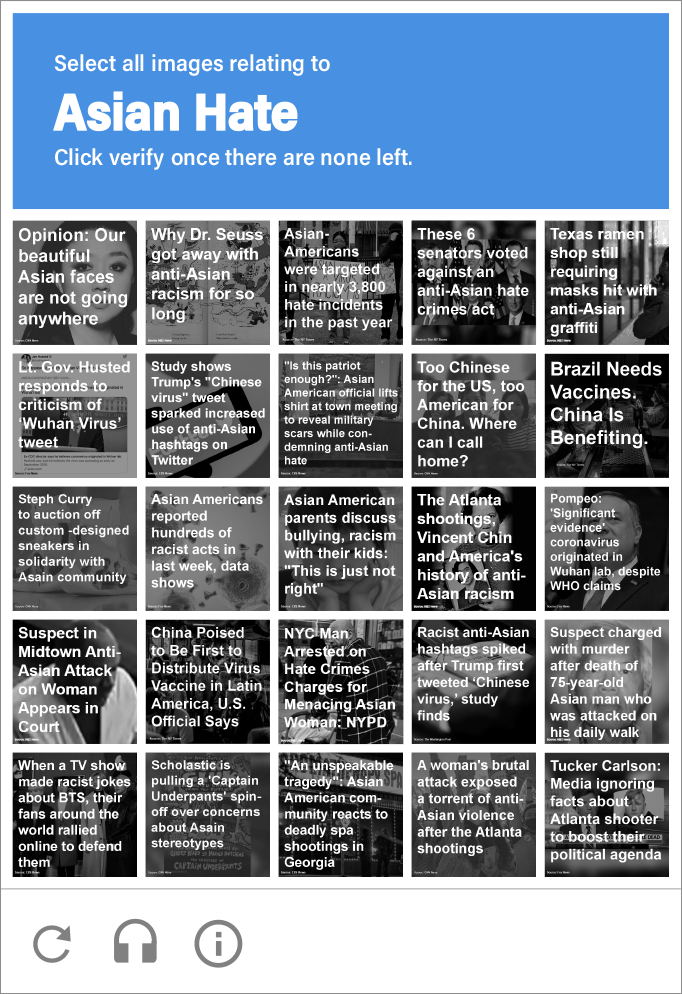 Select all images relating to
Asian Hate
Click verify once there are none left.
Opinion: Our
beautiful
Asian faces
are not going
anywhere
Why Dr. Seuss
got away with
anti-Asian
racism for so
long
Asian-
Americans
were targeted
in nearly 3,800
hate incidents
in the past year
These 6
senators voted
against an
anti-Asian hate
crimes act
Texas ramen
shop still
requiring
masks hit with
anti-Asian
graffiti
Lt. Gov. Husted
responds to
criticism of
‘Wuhan Virus’
tweet
Study shows
Trump's "Chinese
virus" tweet
sparked increased
use of anti-Asian
hashtags on
Twitter
"Is this patriot
enough?": Asian
American official lifts
shirt at town meeting
to reveal military
scars while con-
demning anti-Asian
hate
Too Chinese
for the US, too
American for
China. Where
can I call
home?
Brazil Needs
Vaccines.
China Is
Benefiting.
Steph Curry
to auction off
custom -designed
sneakers in
solidarity with
Asain community
Asian Americans
reported
hundreds of
racist acts in
last week, data
shows
Asian American
parents discuss
bullying, racism
with their kids:
"This is just not
right"
The Atlanta
shootings,
Vincent Chin
and America's
history of anti-
Asian racism
Pompeo:
'Significant
evidence'
coronavirus
originated in
Wuhan lab, despite
WHO claims
Suspect in
Midtown Anti-
Asian Attack
on Woman
Appears in
Court
China Poised
to Be First to
Distribute Virus
Vaccine in Latin
America, U.S.
Official Says
NYC Man
Arrested on
Hate Crimes
Charges for
Menacing Asian
Woman: NYPD
Racist anti-Asian
hashtags spiked
after Trump first
tweeted ‘Chinese
virus,’ study
finds
Suspect charged
with murder
after death of
75-year-old
Asian man who
was attacked on
his daily walk
When a TV show
made racist jokes
about BTS, their
fans around the
world rallied
online to defend
them
Scholastic is
pulling a 'Captain
Underpants' spin-
off over concerns
about Asain
stereotypes
"An unspeakable
tragedy": Asian
American com-
munity reacts to
deadly spa
shootings in
Georgia
A woman's brutal
attack exposed
a torrent of anti-
Asian violence
after the Atlanta
shootings
Tucker Carlson:
Media ignoring
facts about
Atlanta shooter
to boost their
political agenda